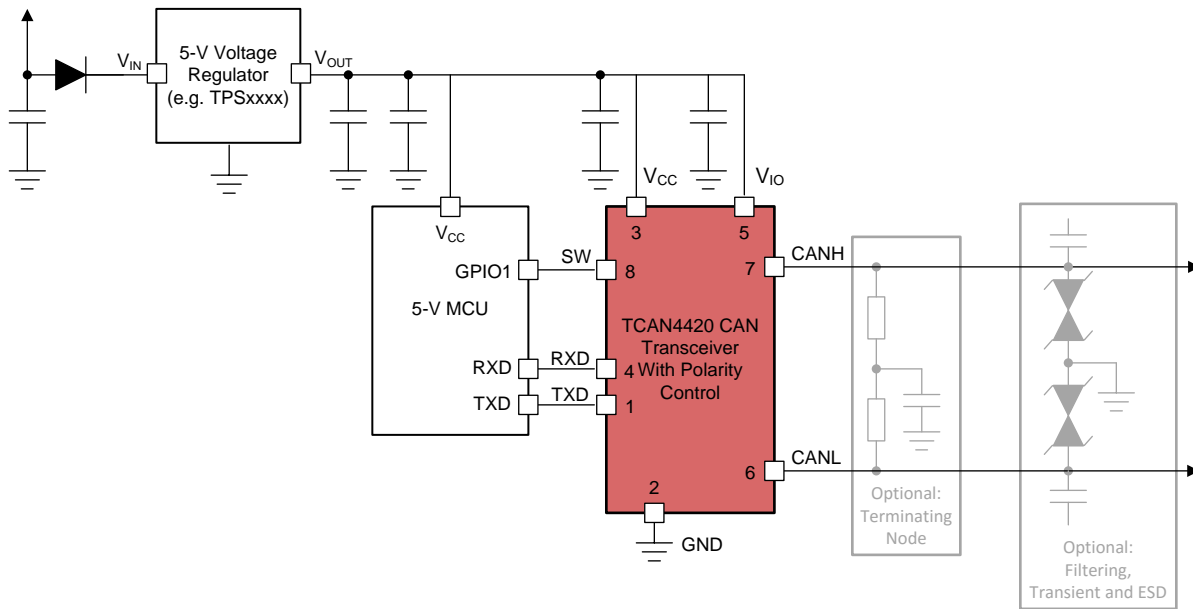 5-V Voltage
Regulator
(e.g. TPSxxxx)
VIN
VOUT
VCC
VIO
VCC
3
5
GPIO1
SW
8
7
CANH
5-V MCU
TCAN4420 CAN
Transceiver
With Polarity
Control
RXD
RXD
4
TXD
TXD
1
6
CANL
2
GND
Optional:
Terminating
Node
Optional:
Filtering,
Transient and ESD